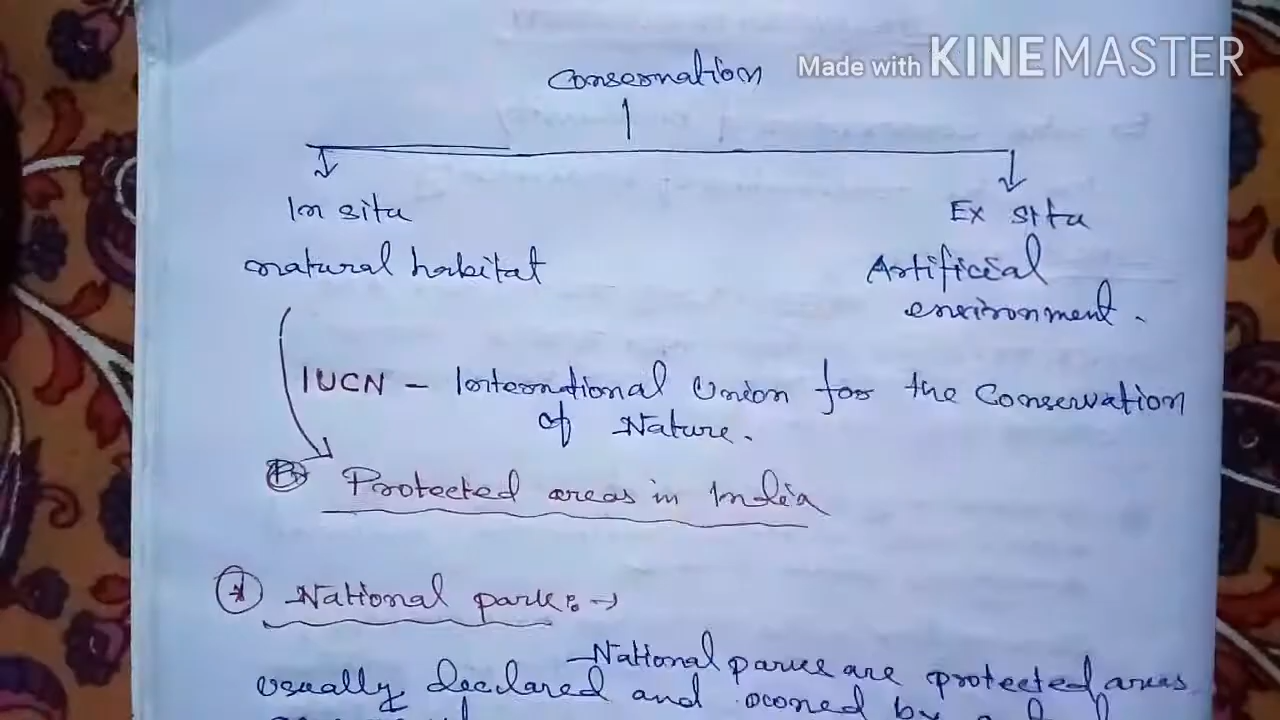 Made with KINEMASTER
Conservation
In situ
Ex situ
natural habitat
Artificial
environment.
IUCN - International Union for the Conservation
of Nature.
Protected areas in India
National park:→
National parks are protected areas
usually declared and owned by a